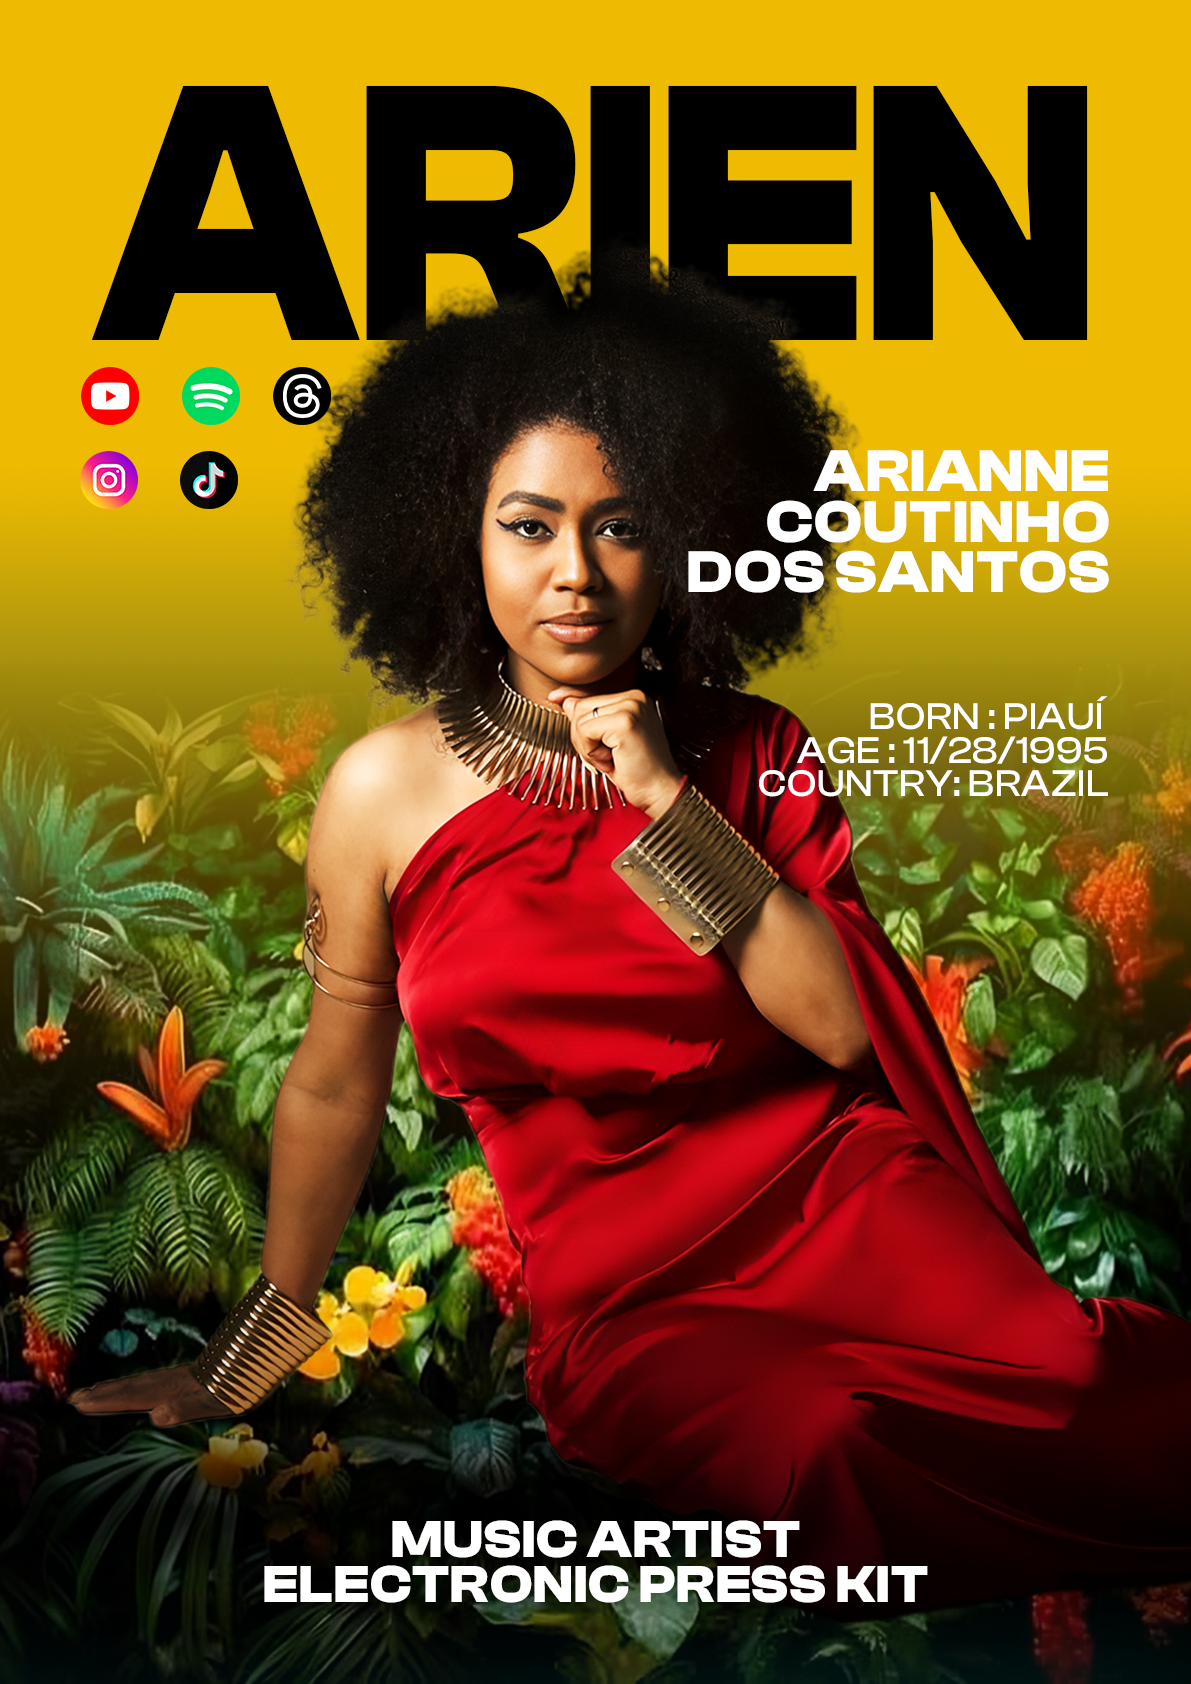 ARIEN
ARIANNE
COUTINHO
DOS SANTOS
BORN : PIAUÍ
AGE : 11/28/1995
COUNTRY: BRAZIL
MUSIC ARTIST
ELECTRONIC PRESS KIT